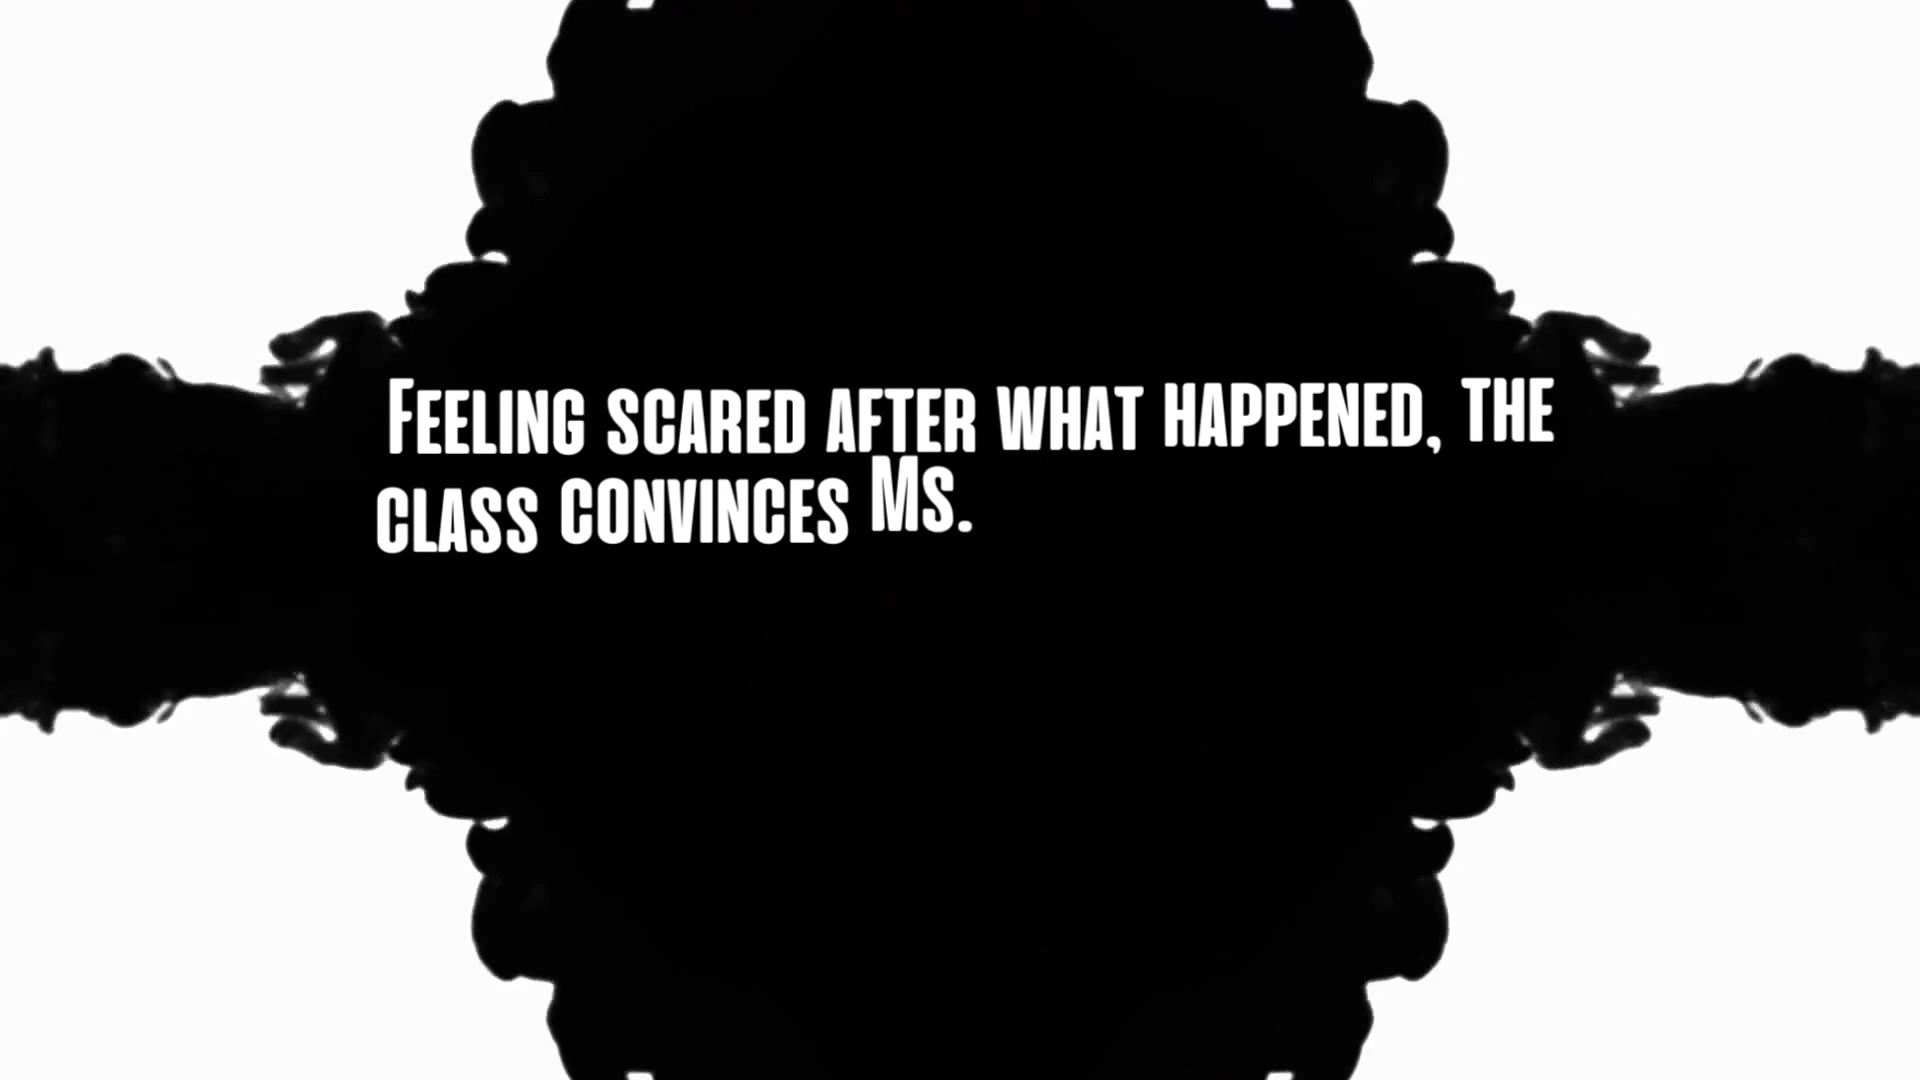 Feeling scared after what happened, the
class convinces Ms.